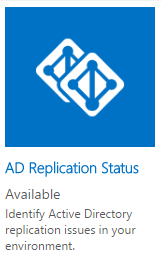 AD Replication Status
Available
Identify Active Directory
replication issues in your
environment.